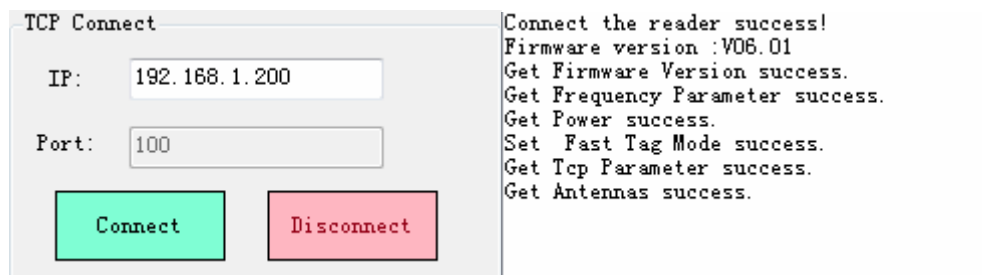 TCP Connect
IP: 192.168.1.200
Port: 100
Connect Disconnect
Connect the reader success!
Firmware version :V06.01
Get Firmware Version success.
Get Frequency Parameter success.
Get Power success.
Set  Fast Tag Mode success.
Get Tcp Parameter success.
Get Antennas success.